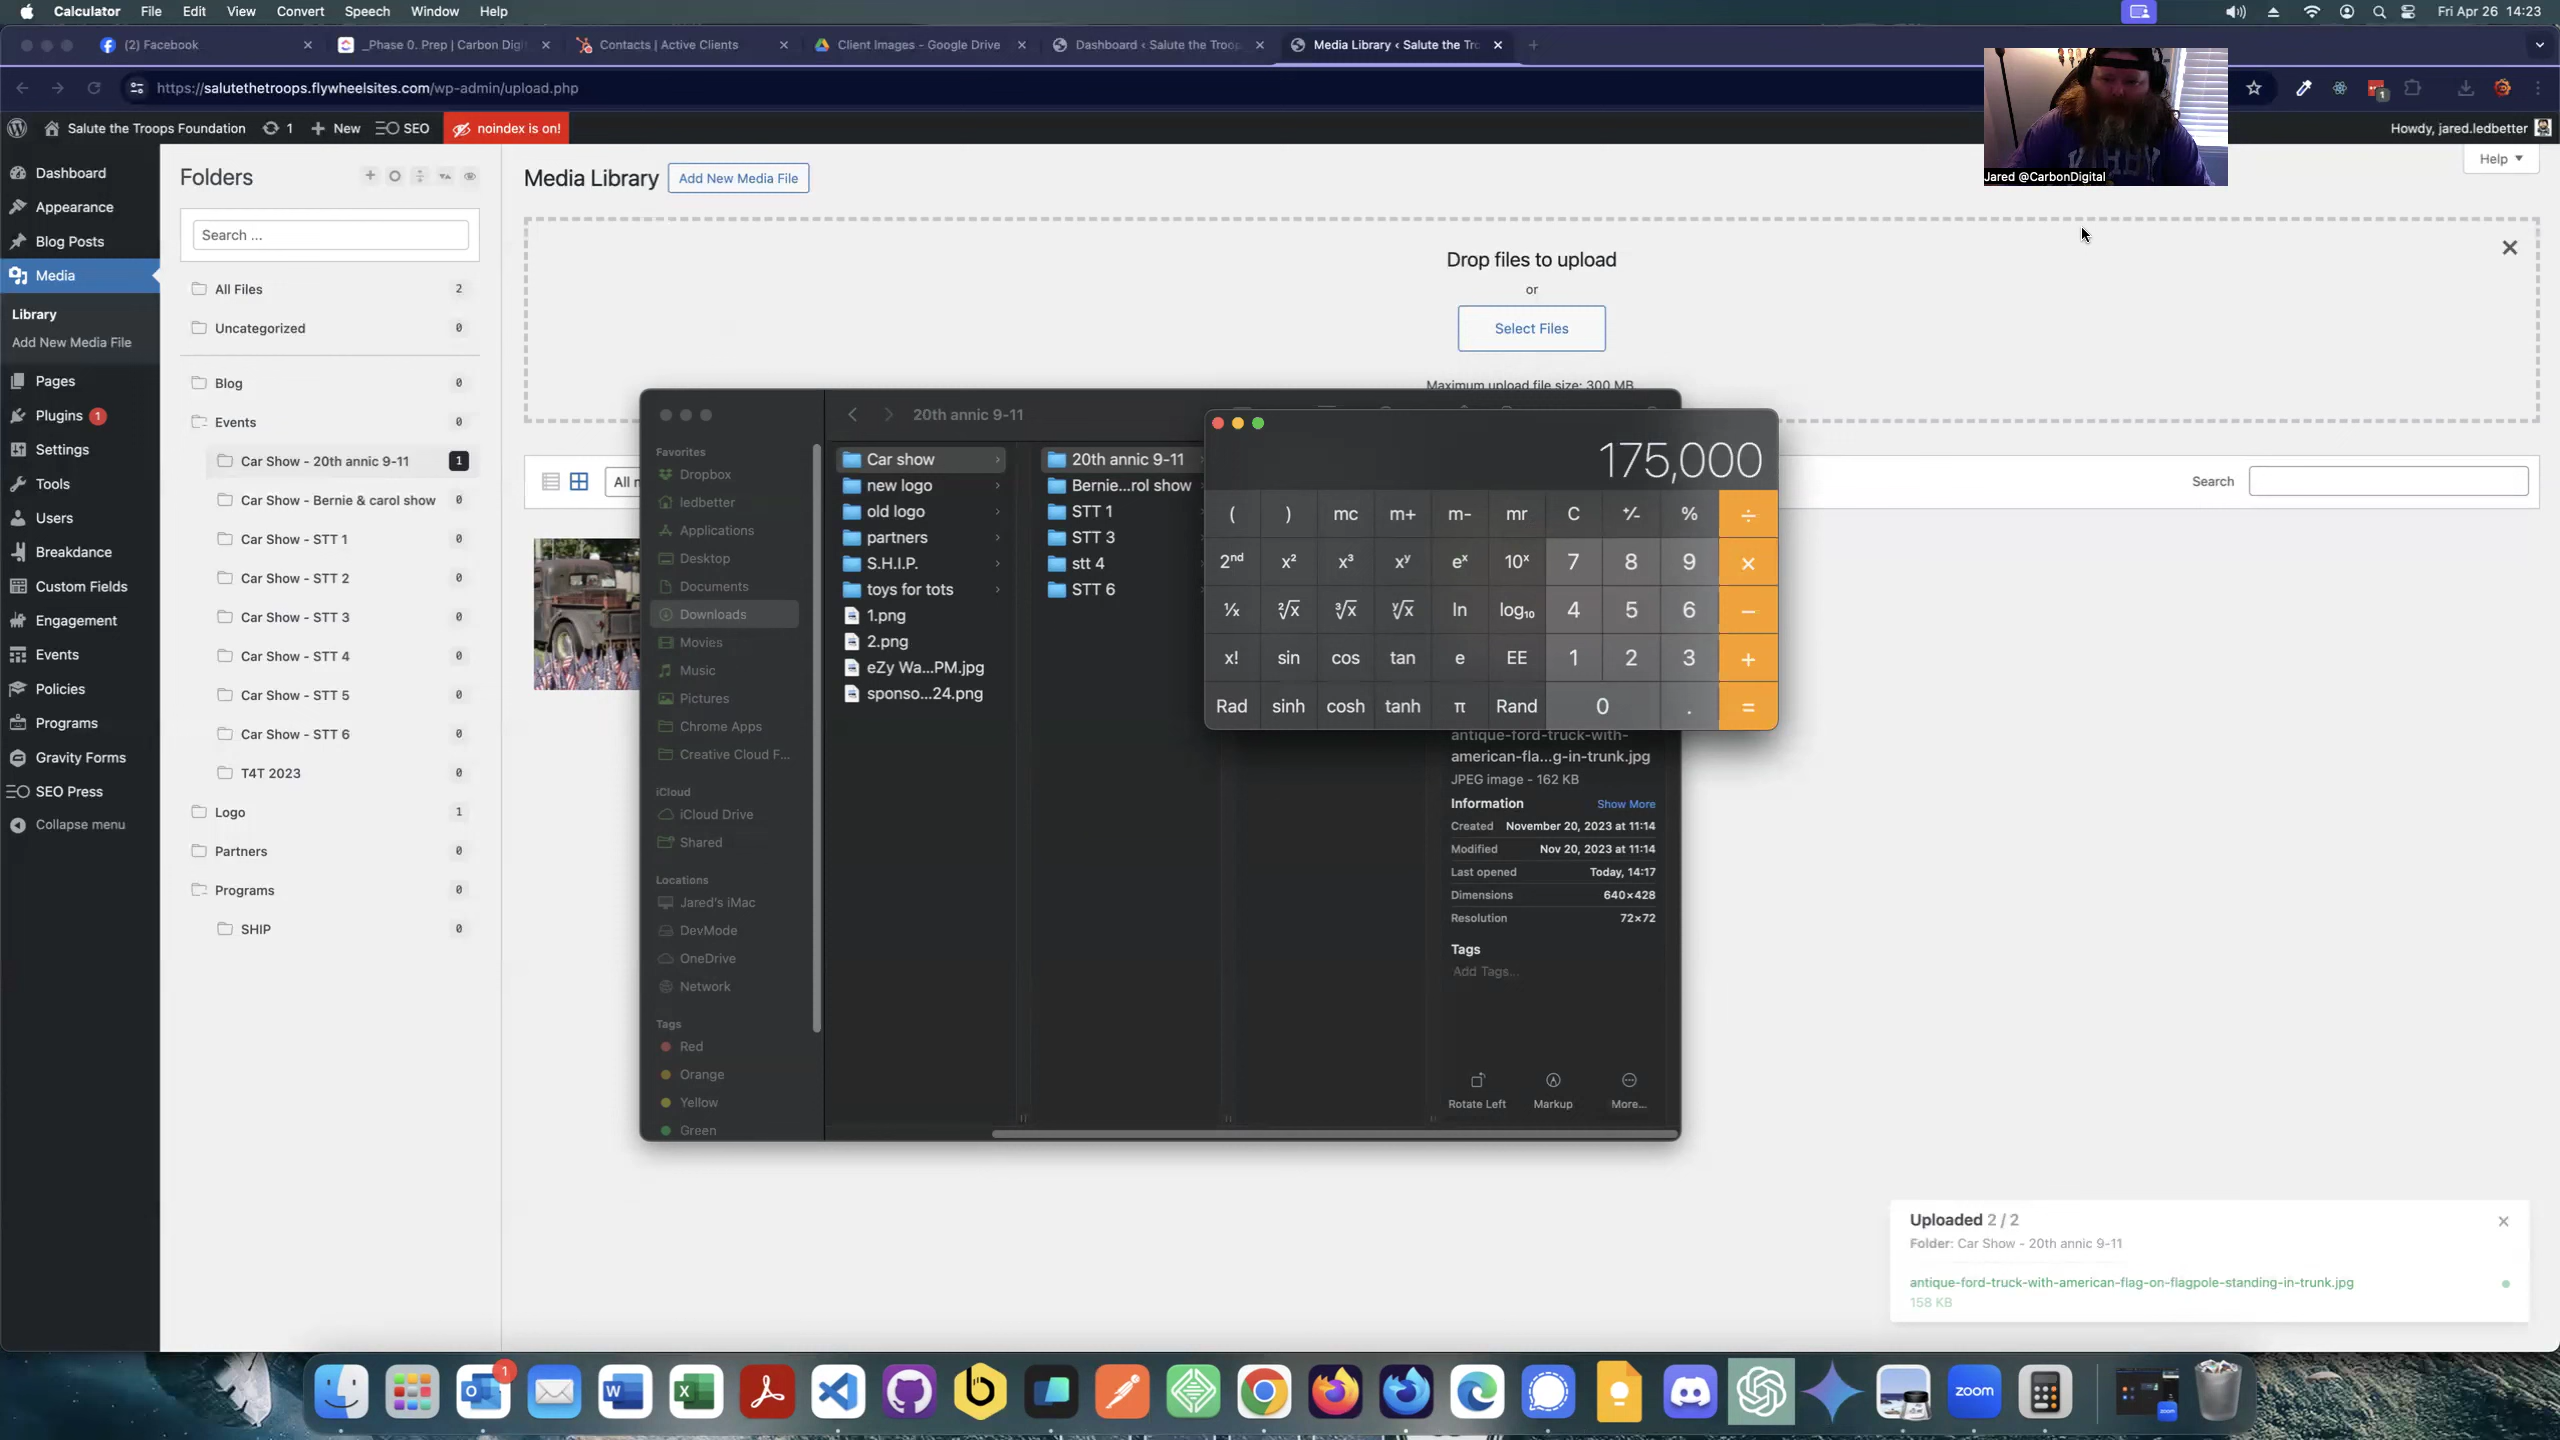 Calculator File Edit View Convert Speech Window Help
Fri Apr 26 14:23
(2) Facebook
_Phase 0. Prep | Carbon Digi
Contacts | Active Clients
Client Images - Google Drive
Dashboard ‹ Salute the Troop
Media Library ‹ Salute the Tro
https://salutethetroops.flywheelsites.com/wp-admin/upload.php
1
Salute the Troops Foundation 1 New SEO noindex is on!
Howdy, jared.ledbetter
Jared @CarbonDigital
Help
Dashboard
Appearance
Blog Posts
Media
Library
Add New Media File
Pages
Plugins 1
Settings
Tools
Users
Breakdance
Custom Fields
Engagement
Events
Policies
Programs
Gravity Forms
SEO Press
Collapse menu
Folders
Search ...
All Files 2
Uncategorized 0
Blog 0
Events 0
Car Show - 20th annic 9-11 1
Car Show - Bernie & carol show 0
Car Show - STT 1 0
Car Show - STT 2 0
Car Show - STT 3 0
Car Show - STT 4 0
Car Show - STT 5 0
Car Show - STT 6 0
T4T 2023 0
Logo 1
Partners 0
Programs 0
SHIP 0
Media Library Add New Media File
Drop files to upload
or
Select Files
Maximum upload file size: 300 MB.
All
Search
20th annic 9-11
Favorites
Dropbox
ledbetter
Applications
Desktop
Documents
Downloads
Movies
Music
Pictures
Chrome Apps
Creative Cloud F...
iCloud
iCloud Drive
Shared
Locations
Jared's iMac
DevMode
OneDrive
Network
Tags
Red
Orange
Yellow
Green
Car show
new logo
old logo
partners
S.H.I.P.
toys for tots
1.png
2.png
eZy Wa...PM.jpg
sponso...24.png
20th annic 9-11
Bernie...rol show
STT 1
STT 3
stt 4
STT 6
175,000
( ) mc m+ m- mr C +/- % ÷
2nd x² x³ xʸ eˣ 10ˣ 7 8 9 ×
1/x ²√x ³√x ʸ√x ln log₁₀ 4 5 6 −
x! sin cos tan e EE 1 2 3 +
Rad sinh cosh tanh π Rand 0 . =
antique-ford-truck-with-
american-fla...g-in-trunk.jpg
JPEG image - 162 KB
Information Show More
Created November 20, 2023 at 11:14
Modified Nov 20, 2023 at 11:14
Last opened Today, 14:17
Dimensions 640×428
Resolution 72×72
Tags
Add Tags...
Rotate Left Markup More...
Uploaded 2 / 2
Folder: Car Show - 20th annic 9-11
antique-ford-truck-with-american-flag-on-flagpole-standing-in-trunk.jpg
158 KB
1
zoom